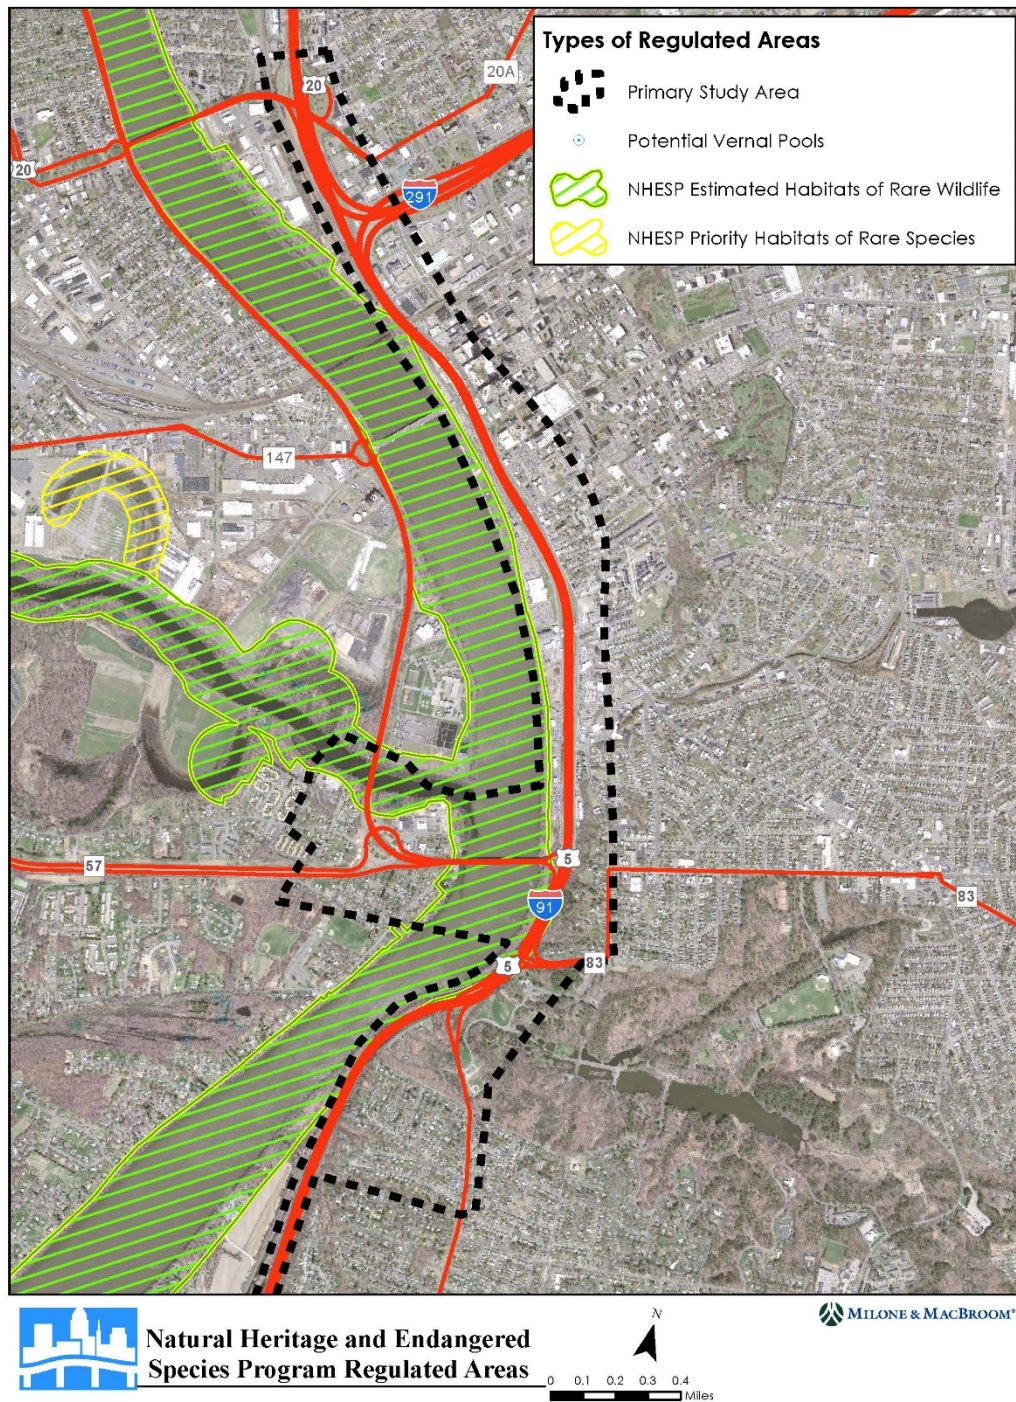 Types of Regulated Areas
Primary Study Area
Potential Vernal Pools
NHESP Estimated Habitats of Rare Wildlife
NHESP Priority Habitats of Rare Species
20A
20
20
291
147
57
5
91
83
5
83
Natural Heritage and Endangered
Species Program Regulated Areas
N
0 0.1 0.2 0.3 0.4
Miles
MILONE & MACBROOM®